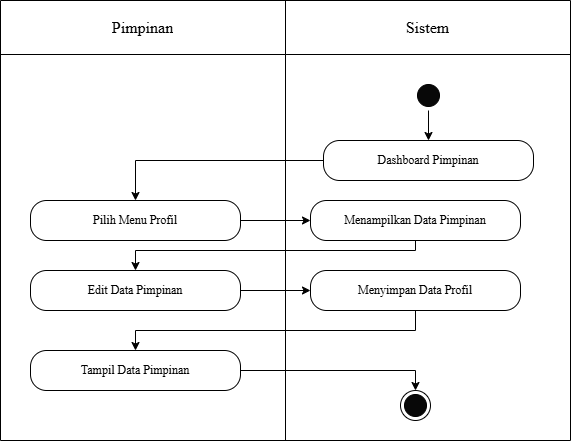 Pimpinan
Sistem
Dashboard Pimpinan
Pilih Menu Profil
Menampilkan Data Pimpinan
Edit Data Pimpinan
Menyimpan Data Profil
Tampil Data Pimpinan